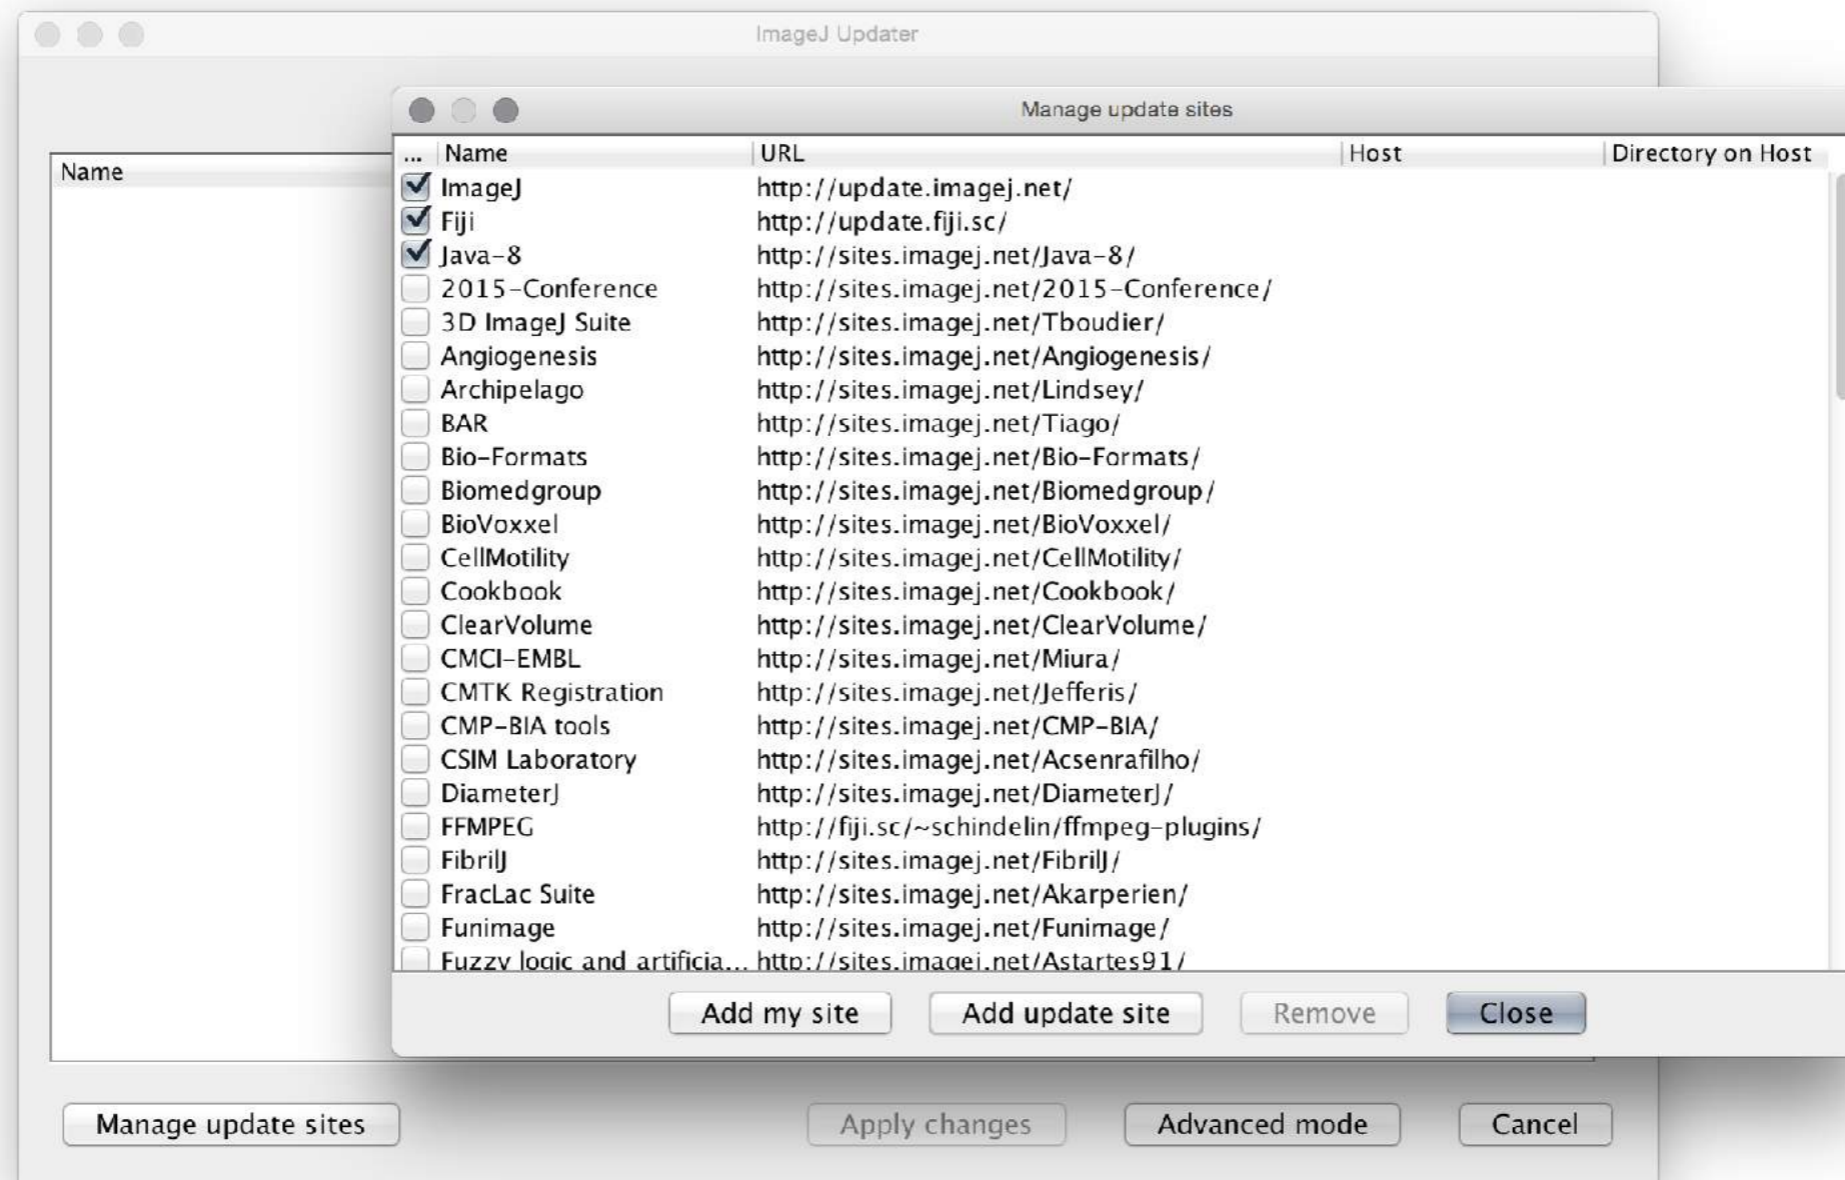 ImageJ Updater
Manage update sites
Name
... Name URL Host Directory on Host
ImageJ http://update.imagej.net/
Fiji http://update.fiji.sc/
Java-8 http://sites.imagej.net/Java-8/
2015-Conference http://sites.imagej.net/2015-Conference/
3D ImageJ Suite http://sites.imagej.net/Tboudier/
Angiogenesis http://sites.imagej.net/Angiogenesis/
Archipelago http://sites.imagej.net/Lindsey/
BAR http://sites.imagej.net/Tiago/
Bio-Formats http://sites.imagej.net/Bio-Formats/
Biomedgroup http://sites.imagej.net/Biomedgroup/
BioVoxxel http://sites.imagej.net/BioVoxxel/
CellMotility http://sites.imagej.net/CellMotility/
Cookbook http://sites.imagej.net/Cookbook/
ClearVolume http://sites.imagej.net/ClearVolume/
CMCI-EMBL http://sites.imagej.net/Miura/
CMTK Registration http://sites.imagej.net/Jefferis/
CMP-BIA tools http://sites.imagej.net/CMP-BIA/
CSIM Laboratory http://sites.imagej.net/Acsenrafilho/
DiameterJ http://sites.imagej.net/DiameterJ/
FFMPEG http://fiji.sc/~schindelin/ffmpeg-plugins/
FibrilJ http://sites.imagej.net/FibrilJ/
FracLac Suite http://sites.imagej.net/Akarperien/
Funimage http://sites.imagej.net/Funimage/
Fuzzy logic and artificia... http://sites.imagej.net/Astartes91/
Add my site Add update site Remove Close
Manage update sites Apply changes Advanced mode Cancel